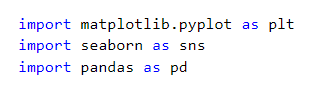 import matplotlib.pyplot as plt
import seaborn as sns
import pandas as pd